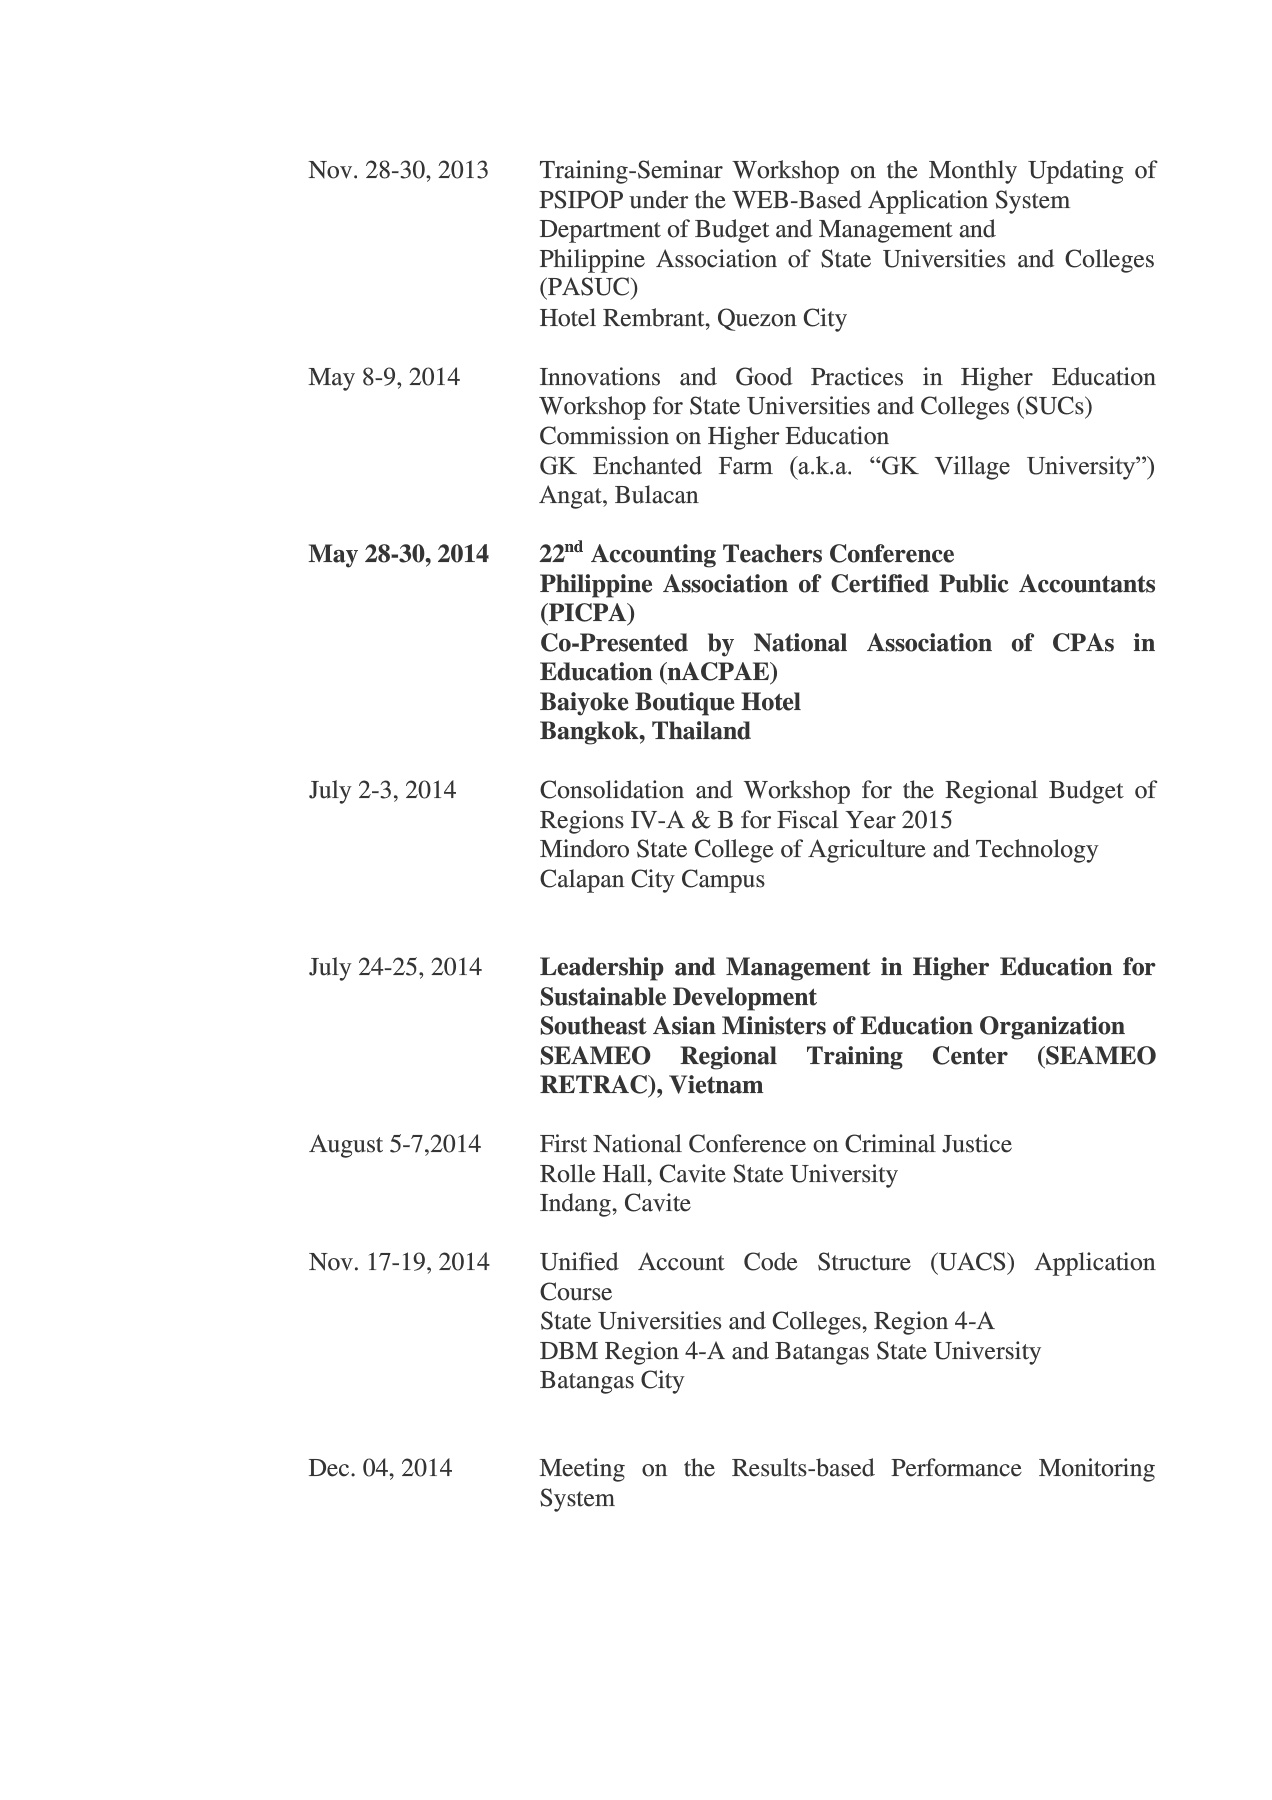 Nov. 28-30, 2013 Training-Seminar Workshop on the Monthly Updating of
PSIPOP under the WEB-Based Application System
Department of Budget and Management and
Philippine Association of State Universities and Colleges
(PASUC)
Hotel Rembrant, Quezon City
May 8-9, 2014 Innovations and Good Practices in Higher Education
Workshop for State Universities and Colleges (SUCs)
Commission on Higher Education
GK Enchanted Farm (a.k.a. “GK Village University”)
Angat, Bulacan
May 28-30, 2014 22nd Accounting Teachers Conference
Philippine Association of Certified Public Accountants
(PICPA)
Co-Presented by National Association of CPAs in
Education (nACPAE)
Baiyoke Boutique Hotel
Bangkok, Thailand
July 2-3, 2014 Consolidation and Workshop for the Regional Budget of
Regions IV-A & B for Fiscal Year 2015
Mindoro State College of Agriculture and Technology
Calapan City Campus
July 24-25, 2014 Leadership and Management in Higher Education for
Sustainable Development
Southeast Asian Ministers of Education Organization
SEAMEO Regional Training Center (SEAMEO
RETRAC), Vietnam
August 5-7,2014 First National Conference on Criminal Justice
Rolle Hall, Cavite State University
Indang, Cavite
Nov. 17-19, 2014 Unified Account Code Structure (UACS) Application
Course
State Universities and Colleges, Region 4-A
DBM Region 4-A and Batangas State University
Batangas City
Dec. 04, 2014 Meeting on the Results-based Performance Monitoring
System